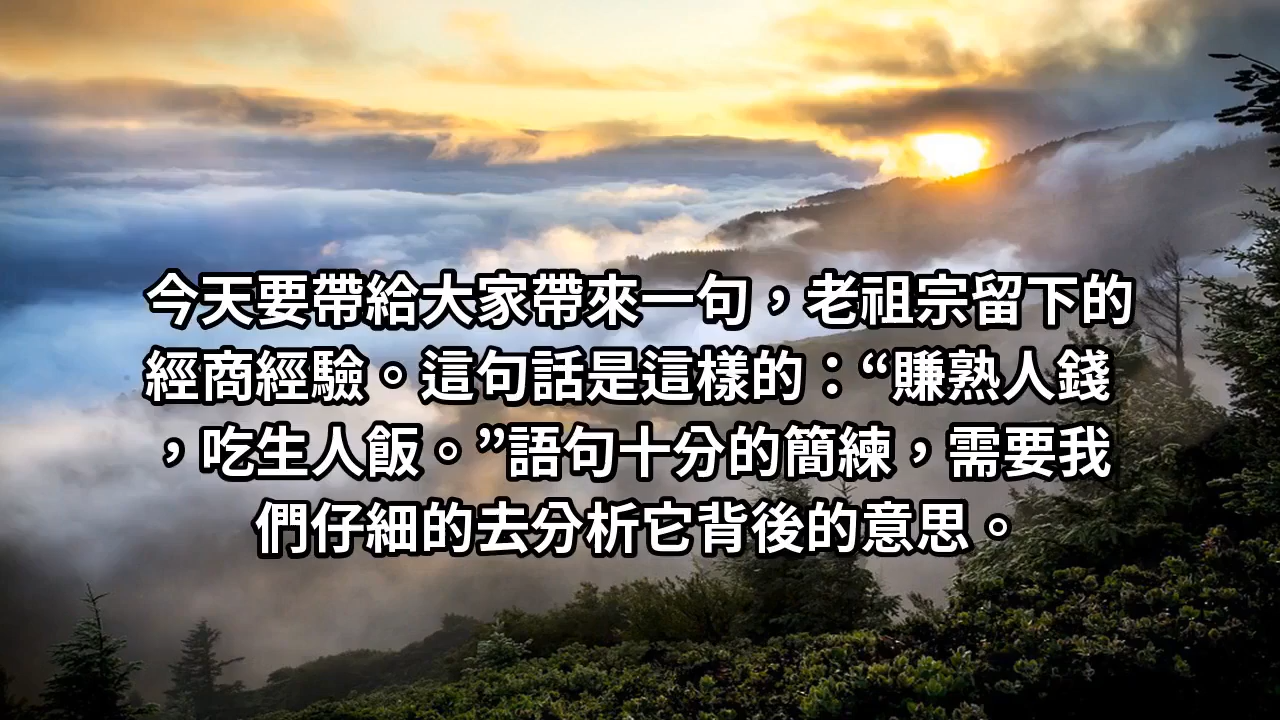 今天要帶給大家帶來一句，老祖宗留下的
經商經驗。這句話是這樣的：“賺熟人錢
，吃生人飯。”語句十分的簡練，需要我
們仔細的去分析它背後的意思。